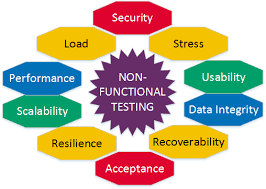 Security
Load
Stress
Performance
NON-
FUNCTIONAL
TESTING
Usability
Scalability
Data Integrity
Resilience
Recoverability
Acceptance